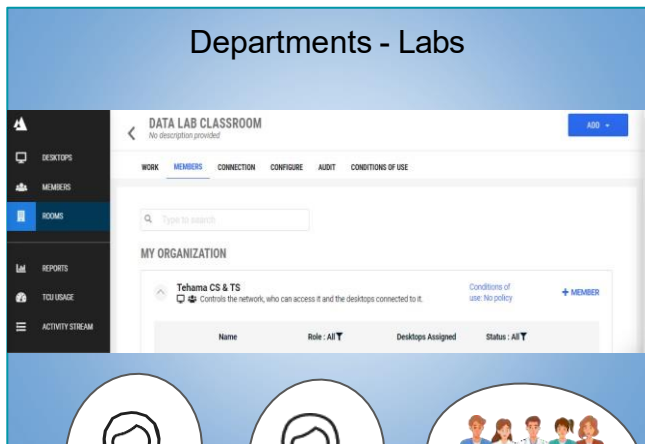 Departments - Labs
DATA LAB CLASSROOM
No description provided
ADD
DESKTOPS
MEMBERS
ROOMS
REPORTS
TCU USAGE
ACTIVITY STREAM
WORK MEMBERS CONNECTION CONFIGURE AUDIT CONDITIONS OF USE
Type to search
MY ORGANIZATION
Tehama CS & TS
Controls the network, who can access it and the desktops connected to it.
Conditions of
use: No policy
+ MEMBER
Name Role : All Desktops Assigned Status : All